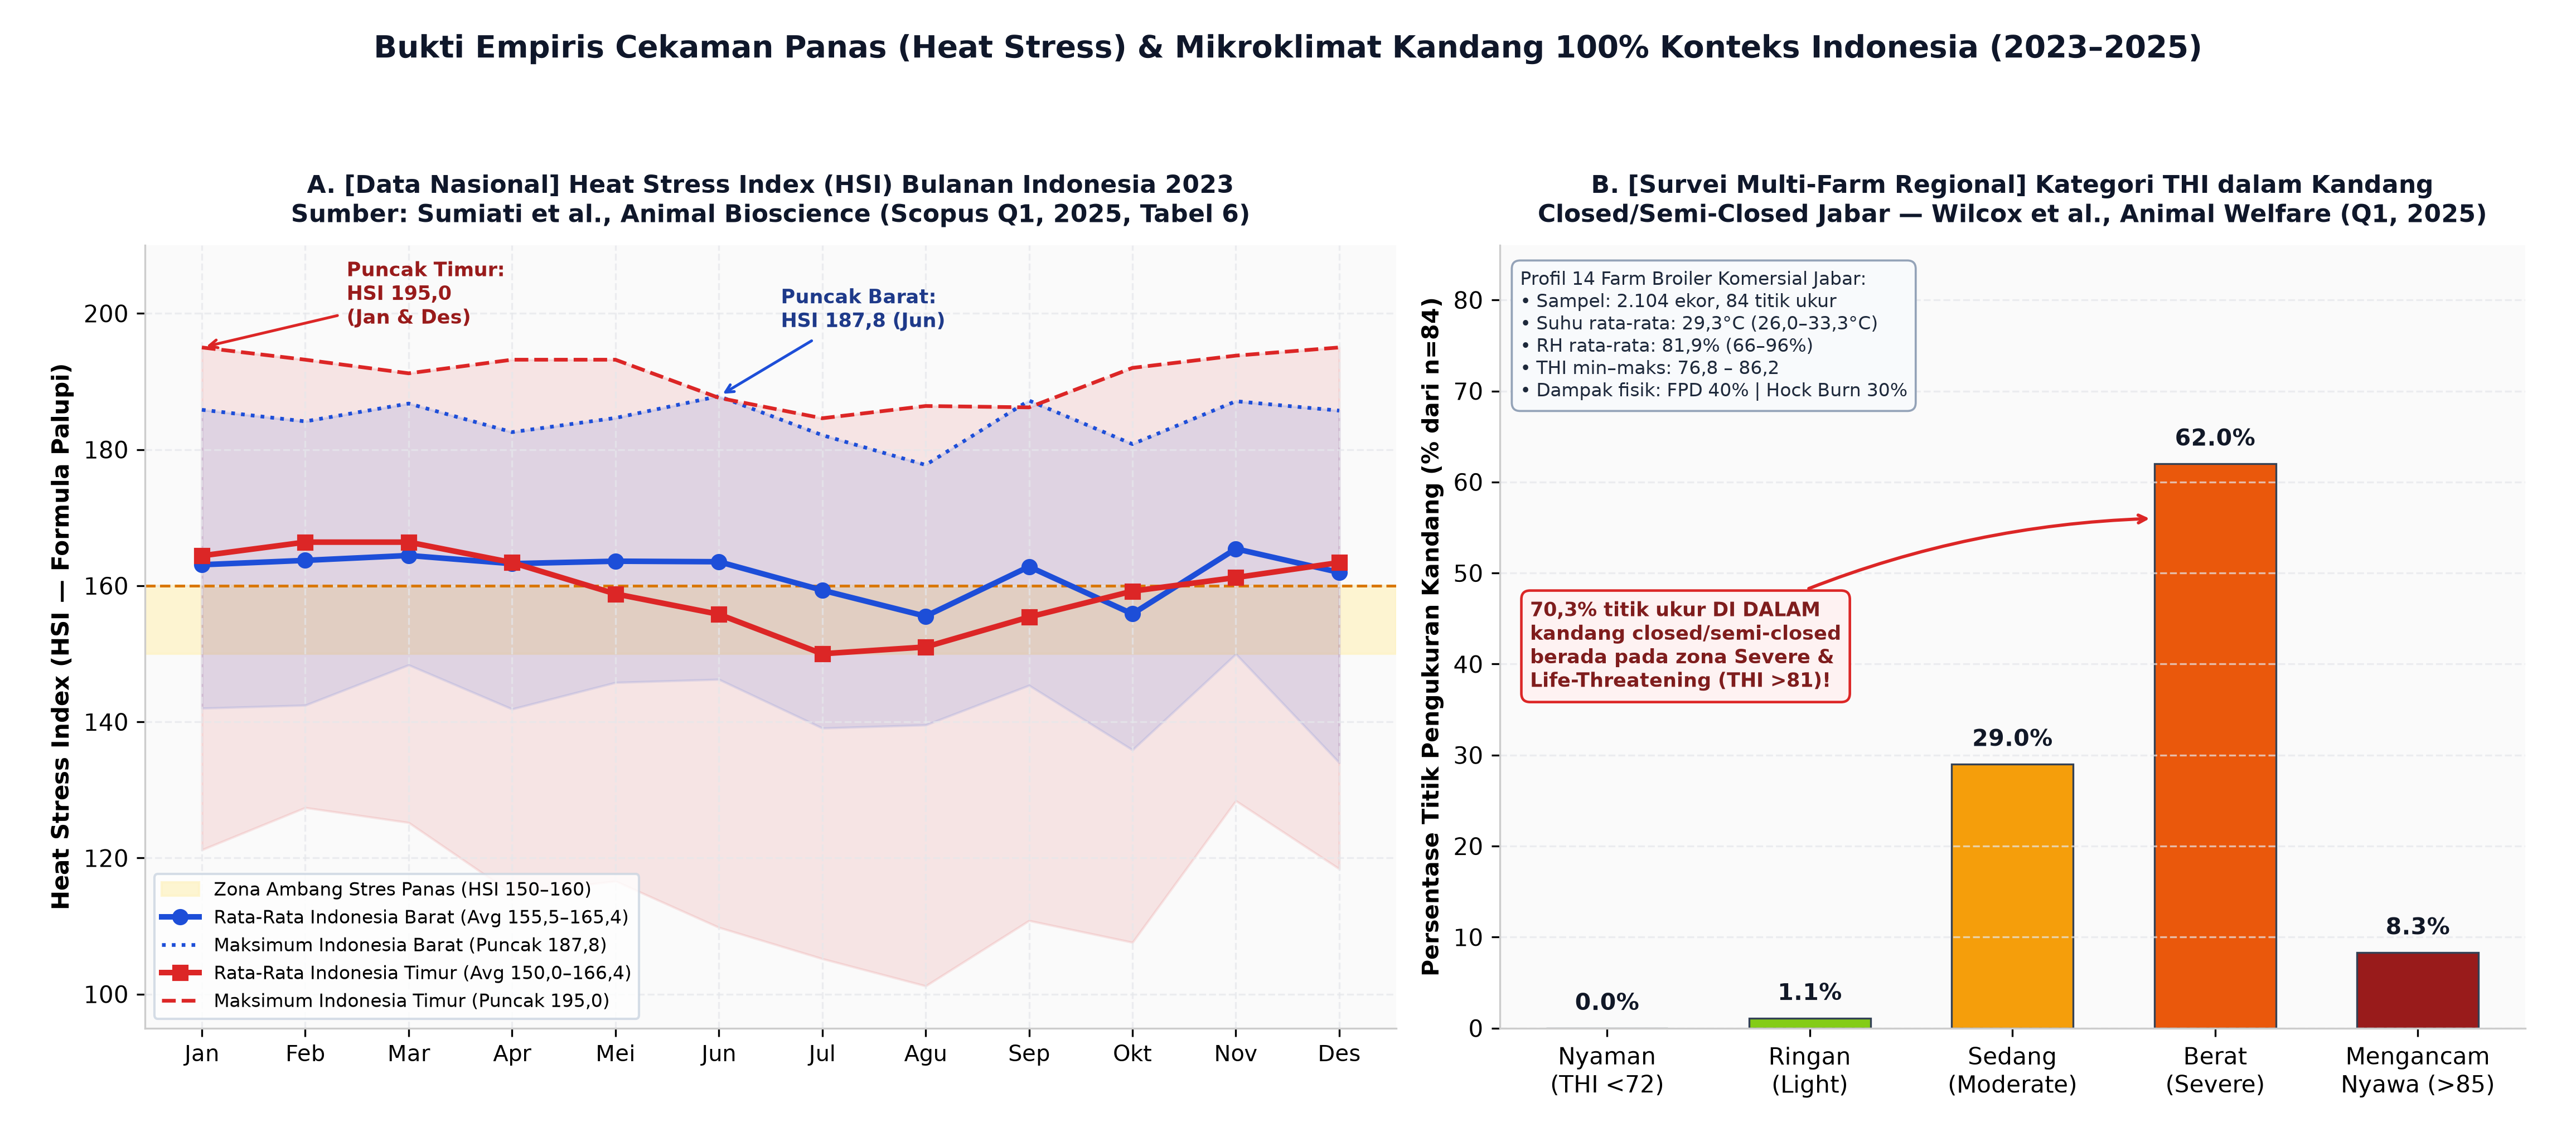 Bukti Empiris Cekaman Panas (Heat Stress) & Mikroklimat Kandang 100% Konteks Indonesia (2023–2025)
A. [Data Nasional] Heat Stress Index (HSI) Bulanan Indonesia 2023
Sumber: Sumiati et al., Animal Bioscience (Scopus Q1, 2025, Tabel 6)
Heat Stress Index (HSI — Formula Palupi)
200
180
160
140
120
100
Puncak Timur:
HSI 195,0
(Jan & Des)
Puncak Barat:
HSI 187,8 (Jun)
Zona Ambang Stres Panas (HSI 150–160)
Rata-Rata Indonesia Barat (Avg 155,5–165,4)
Maksimum Indonesia Barat (Puncak 187,8)
Rata-Rata Indonesia Timur (Avg 150,0–166,4)
Maksimum Indonesia Timur (Puncak 195,0)
Jan Feb Mar Apr Mei Jun Jul Agu Sep Okt Nov Des
B. [Survei Multi-Farm Regional] Kategori THI dalam Kandang
Closed/Semi-Closed Jabar — Wilcox et al., Animal Welfare (Q1, 2025)
Persentase Titik Pengukuran Kandang (% dari n=84)
80
70
60
50
40
30
20
10
0
Profil 14 Farm Broiler Komersial Jabar:
• Sampel: 2.104 ekor, 84 titik ukur
• Suhu rata-rata: 29,3°C (26,0–33,3°C)
• RH rata-rata: 81,9% (66–96%)
• THI min–maks: 76,8 – 86,2
• Dampak fisik: FPD 40% | Hock Burn 30%
70,3% titik ukur DI DALAM
kandang closed/semi-closed
berada pada zona Severe &
Life-Threatening (THI >81)!
0.0%
1.1%
29.0%
62.0%
8.3%
Nyaman
(THI <72)
Ringan
(Light)
Sedang
(Moderate)
Berat
(Severe)
Mengancam
Nyawa (>85)